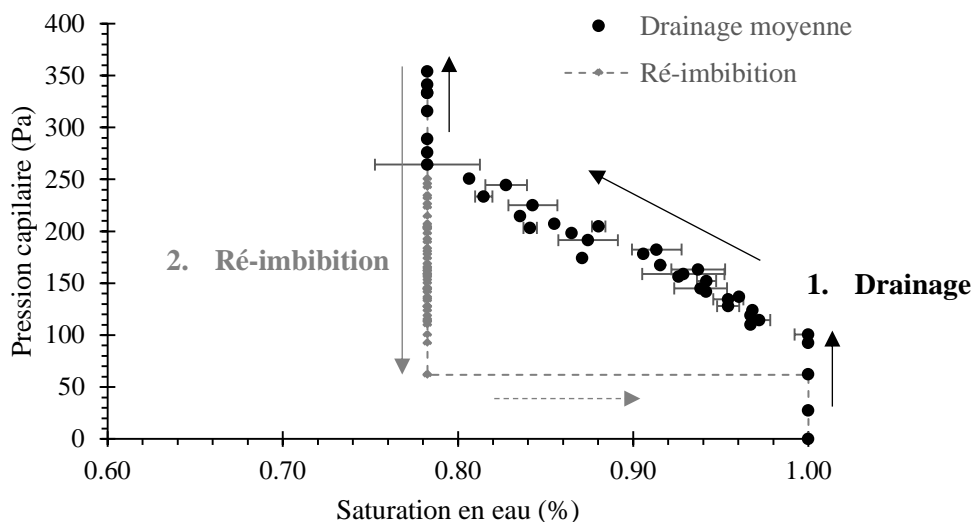 Drainage moyenne
Ré-imbibition
Pression capilaire (Pa)
400
350
300
250
200
150
100
50
0
2. Ré-imbibition
1. Drainage
0.60 0.70 0.80 0.90 1.00
Saturation en eau (%)